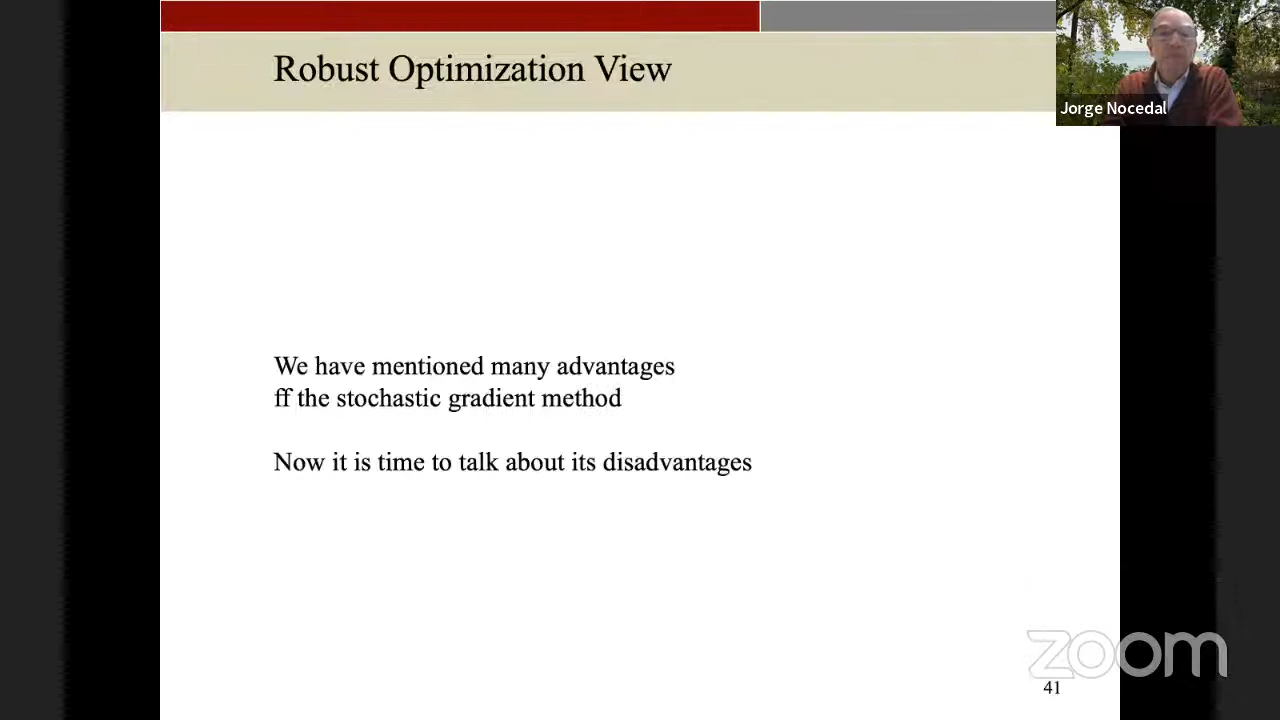 Robust Optimization View
Jorge Nocedal
We have mentioned many advantages
ff the stochastic gradient method
Now it is time to talk about its disadvantages
zoom
41